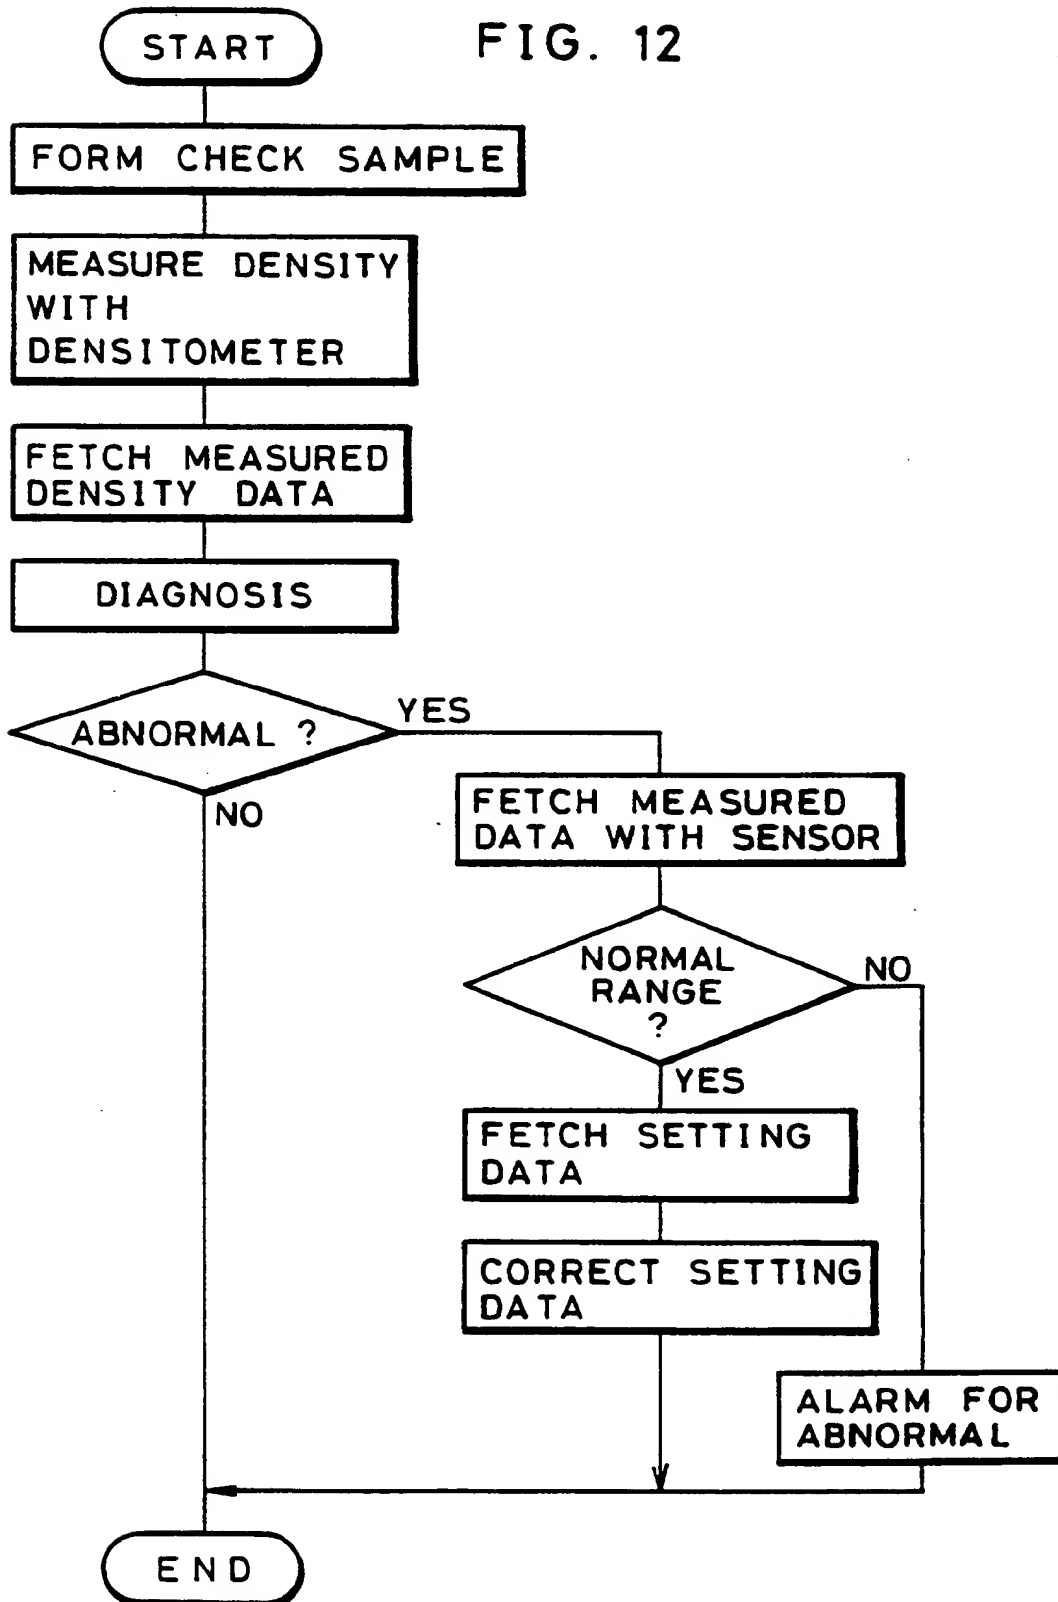 FIG. 12
START
FORM CHECK SAMPLE
MEASURE DENSITY
WITH
DENSITOMETER
FETCH MEASURED
DENSITY DATA
DIAGNOSIS
ABNORMAL ?
YES
NO
FETCH MEASURED
DATA WITH SENSOR
NORMAL
RANGE
?
NO
YES
FETCH SETTING
DATA
CORRECT SETTING
DATA
ALARM FOR
ABNORMAL
END